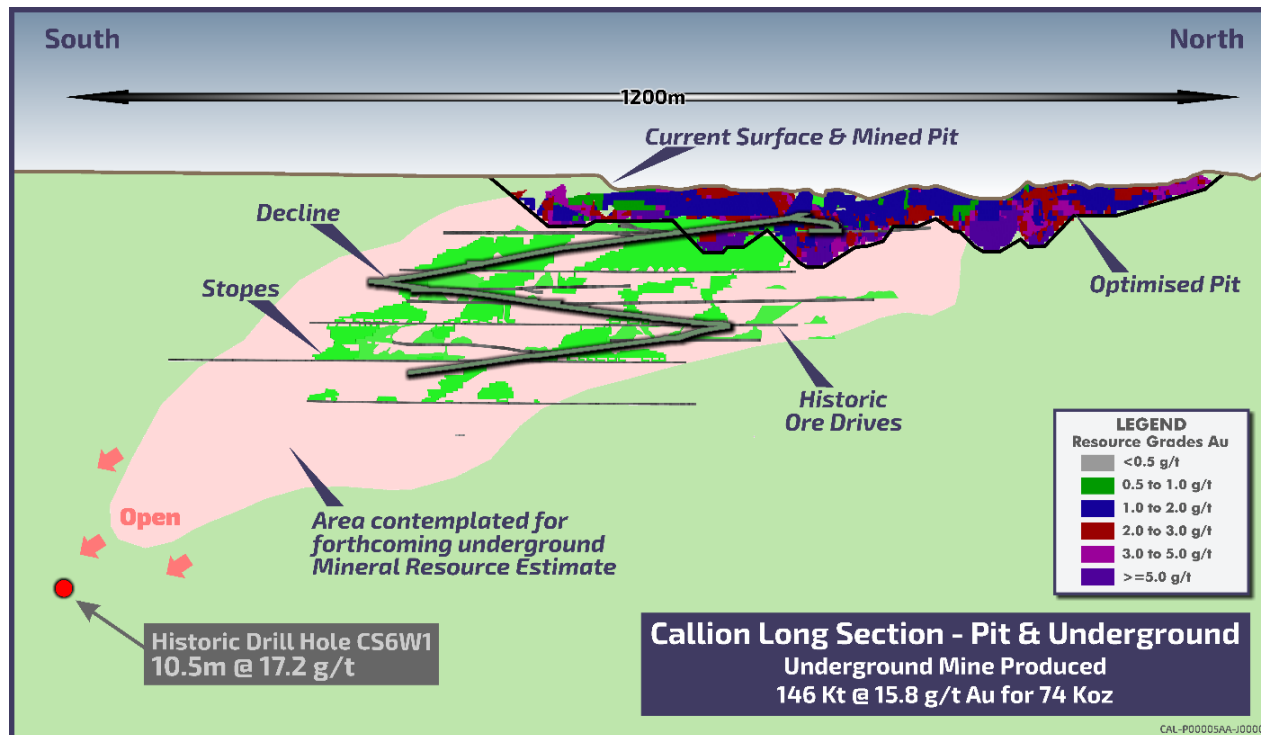 South
North
1200m
Current Surface & Mined Pit
Decline
Stopes
Optimised Pit
Historic
Ore Drives
LEGEND
Resource Grades Au
<0.5 g/t
0.5 to 1.0 g/t
1.0 to 2.0 g/t
2.0 to 3.0 g/t
3.0 to 5.0 g/t
>=5.0 g/t
Open
Area contemplated for
forthcoming underground
Mineral Resource Estimate
Historic Drill Hole CS6W1
10.5m @ 17.2 g/t
Callion Long Section - Pit & Underground
Underground Mine Produced
146 Kt @ 15.8 g/t Au for 74 Koz
CAL-P00005AA-J0000